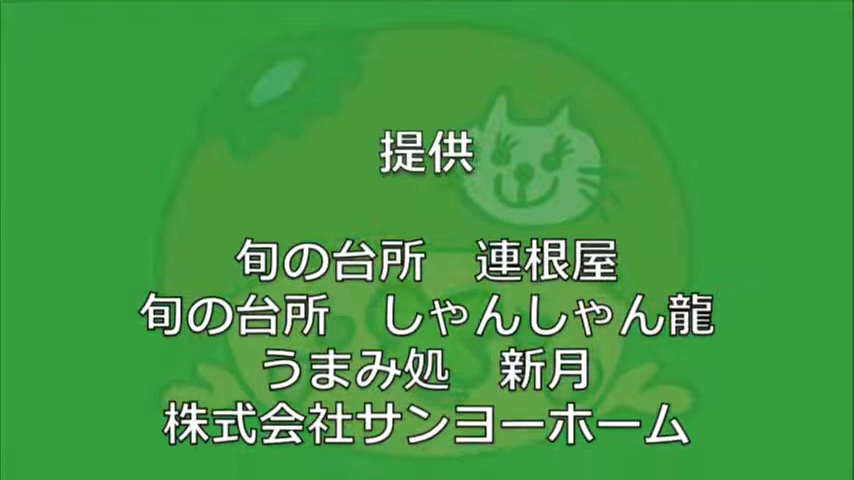 提供
旬の台所　連根屋
旬の台所　しゃんしゃん龍
うまみ処　新月
株式会社サンヨーホーム